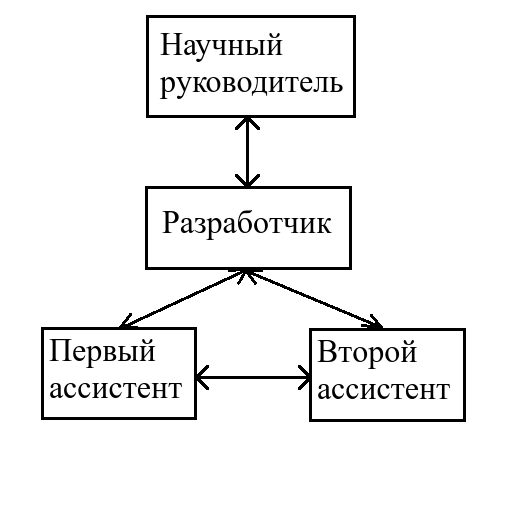 Научный
руководитель
Разработчик
Первый
ассистент
Второй
ассистент